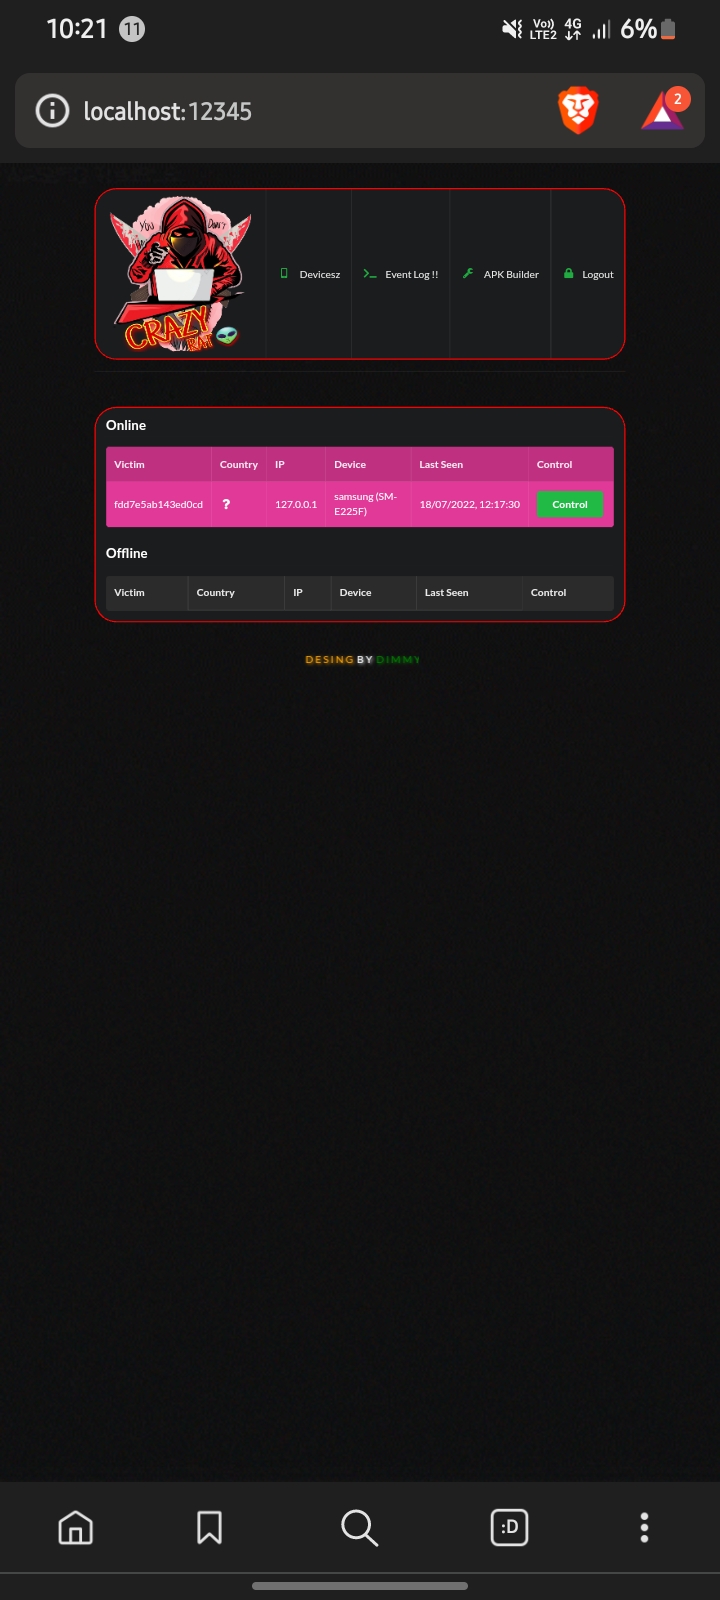 10:21 11 Vo)) LTE2 4G 6%
localhost:12345 2
YOU DON'T
CRAZY
RAT
Devicesz Event Log !! APK Builder Logout
Online
Victim Country IP Device Last Seen Control
fdd7e5ab143ed0cd ? 127.0.0.1 samsung (SM-E225F) 18/07/2022, 12:17:30 Control
Offline
Victim Country IP Device Last Seen Control
DESING BY DIMMY
:D